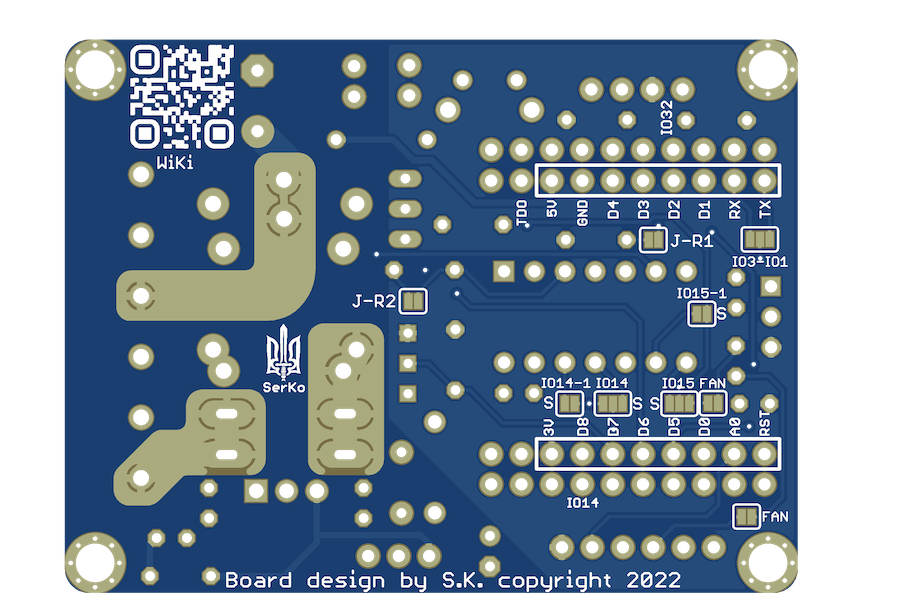 WiKi
IO32
TDO
5V
GND
D4
D3
D2
D1
RX
TX
J-R1
IO3*IO1
J-R2
IO15-1
S
SerKo
IO14-1 IO14
IO15 FAN
S
S
S
3V
D8
D7
D6
D5
D0
A0
RST
IO14
FAN
Board design by S.K. copyright 2022